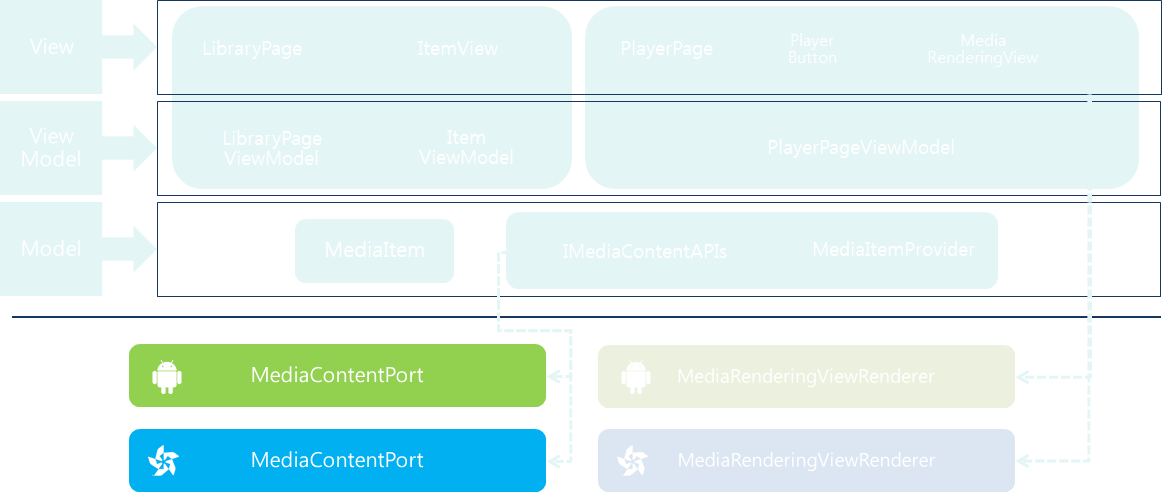 View
LibraryPage
ItemView
PlayerPage
Player
Button
Media
RenderingView
View
Model
LibraryPage
ViewModel
Item
ViewModel
PlayerPageViewModel
Model
MediaItem
IMediaContentAPIs
MediaItemProvider
MediaContentPort
MediaRenderingViewRenderer
MediaContentPort
MediaRenderingViewRenderer